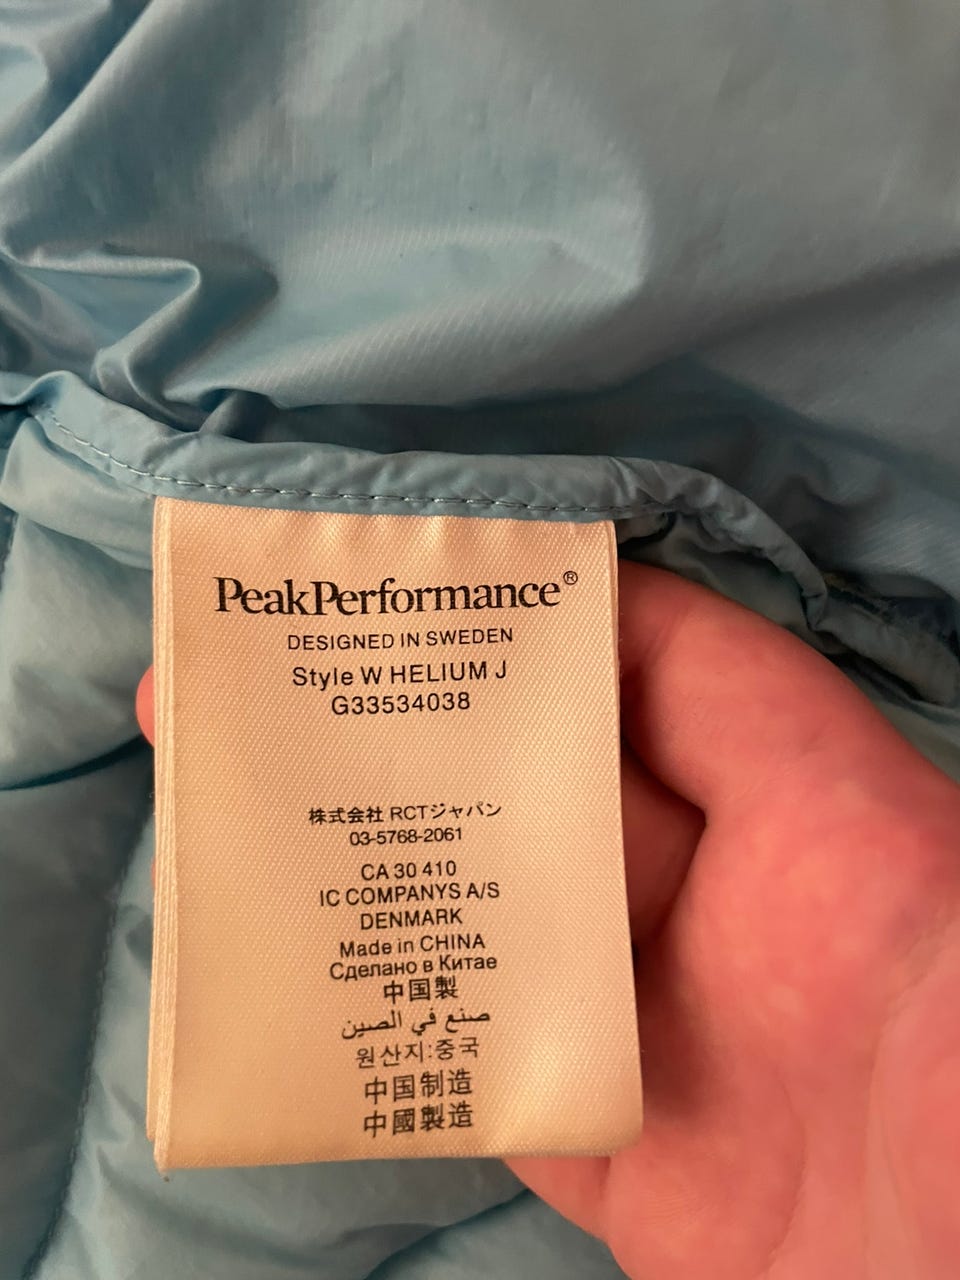 PeakPerformance®
DESIGNED IN SWEDEN
Style W HELIUM J
G33534038
株式会社 RCTジャパン
03-5768-2061
CA 30 410
IC COMPANYS A/S
DENMARK
Made in CHINA
Сделано в Китае
中国製
صنع في الصين
원산지:중국
中国制造
中國製造